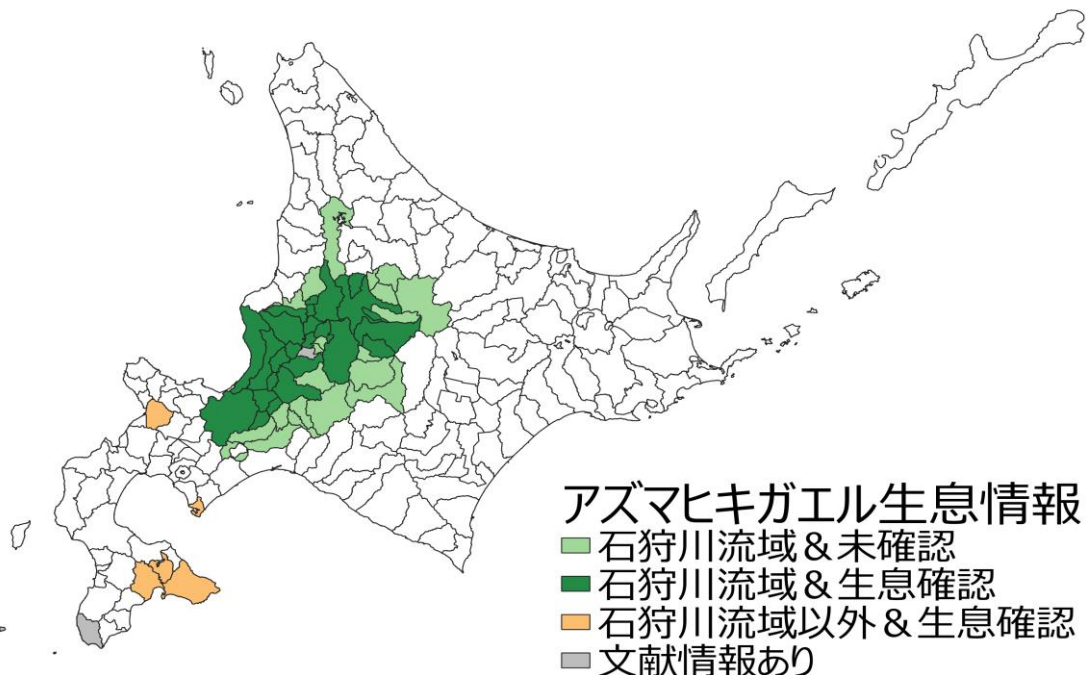 アズマヒキガエル生息情報
石狩川流域＆未確認
石狩川流域＆生息確認
石狩川流域以外＆生息確認
文献情報あり